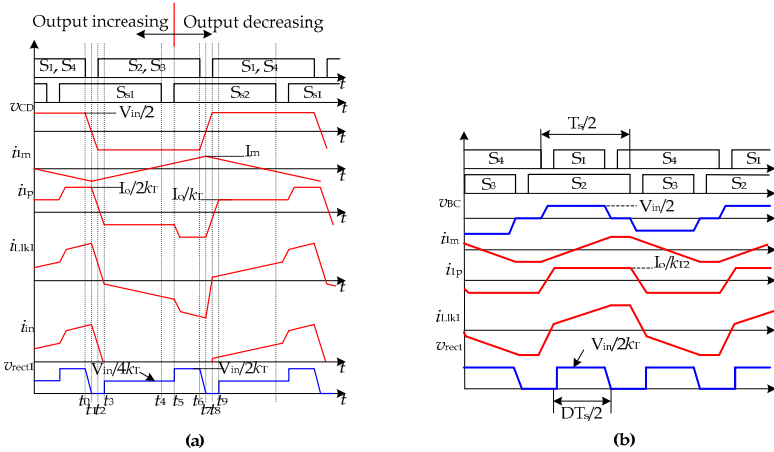 Output increasing
Output decreasing
S1, S4
S2, S3
S1, S4
t
Ss1
Ss2
Ss1
t
vCD
Vin/2
t
i1m
Im
t
i1p
Io/2kT
Io/kT
t
iLlk1
t
iin
t
vrect1
Vin/4kT
Vin/2kT
t
t0 t1 t2 t3 t4 t5 t6 t7 t8 t9
(a)
Ts/2
S4
S1
S4
S1
S3
S2
S3
S2
vBC
Vin/2
i1m
i1p
Io/kT2
iLlk1
vrect
Vin/2kT
DTs/2
(b)